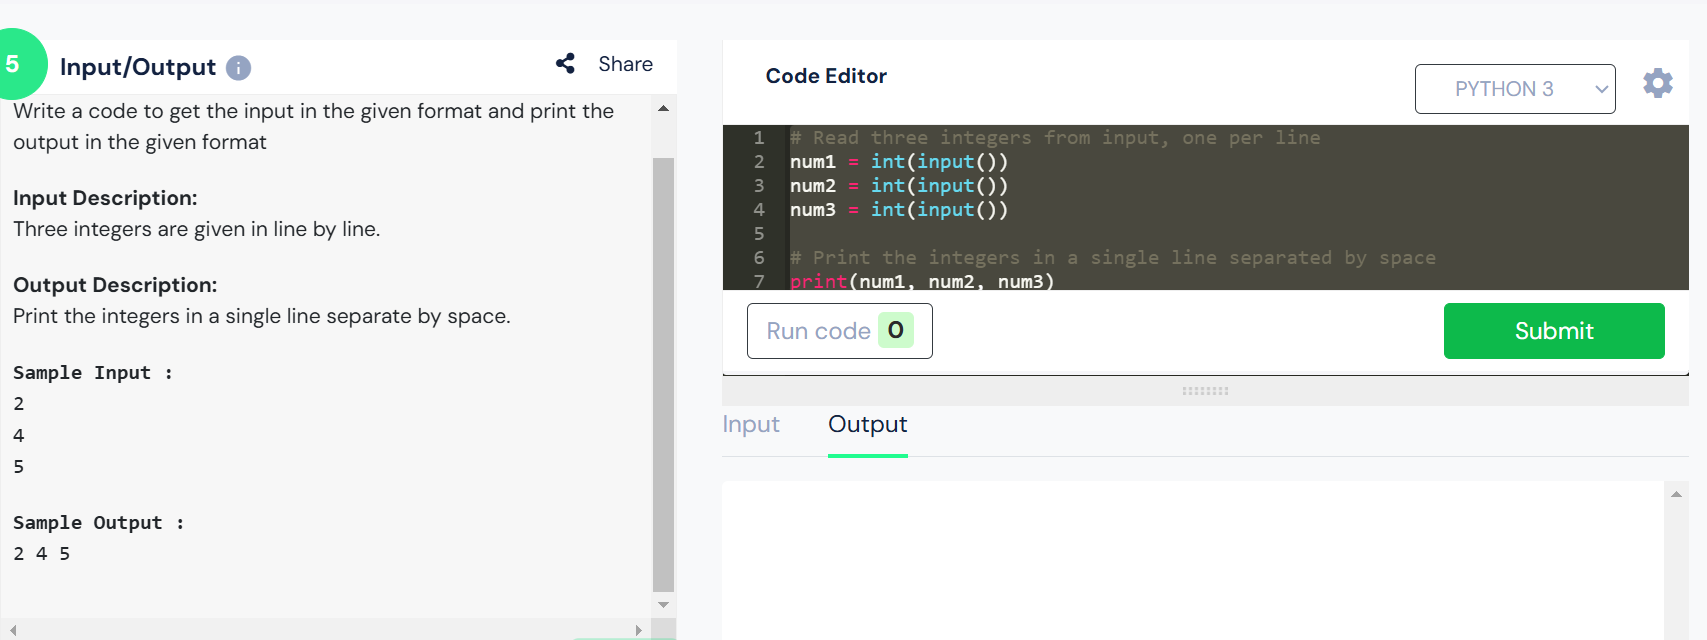 5
Input/Output i
Share
Write a code to get the input in the given format and print the
output in the given format
Input Description:
Three integers are given in line by line.
Output Description:
Print the integers in a single line separate by space.
Sample Input :
2
4
5
Sample Output :
2 4 5
Code Editor
PYTHON 3
1 # Read three integers from input, one per line
2 num1 = int(input())
3 num2 = int(input())
4 num3 = int(input())
5
6 # Print the integers in a single line separated by space
7 print(num1, num2, num3)
Run code 0
Submit
Input Output